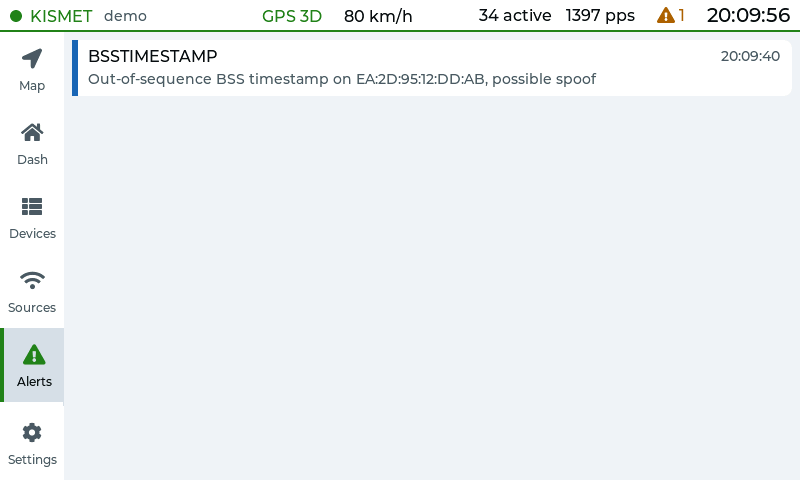 KISMET demo GPS 3D 80 km/h 34 active 1397 pps 1 20:09:56
Map
Dash
Devices
Sources
Alerts
Settings
BSSTIMESTAMP 20:09:40
Out-of-sequence BSS timestamp on EA:2D:95:12:DD:AB, possible spoof